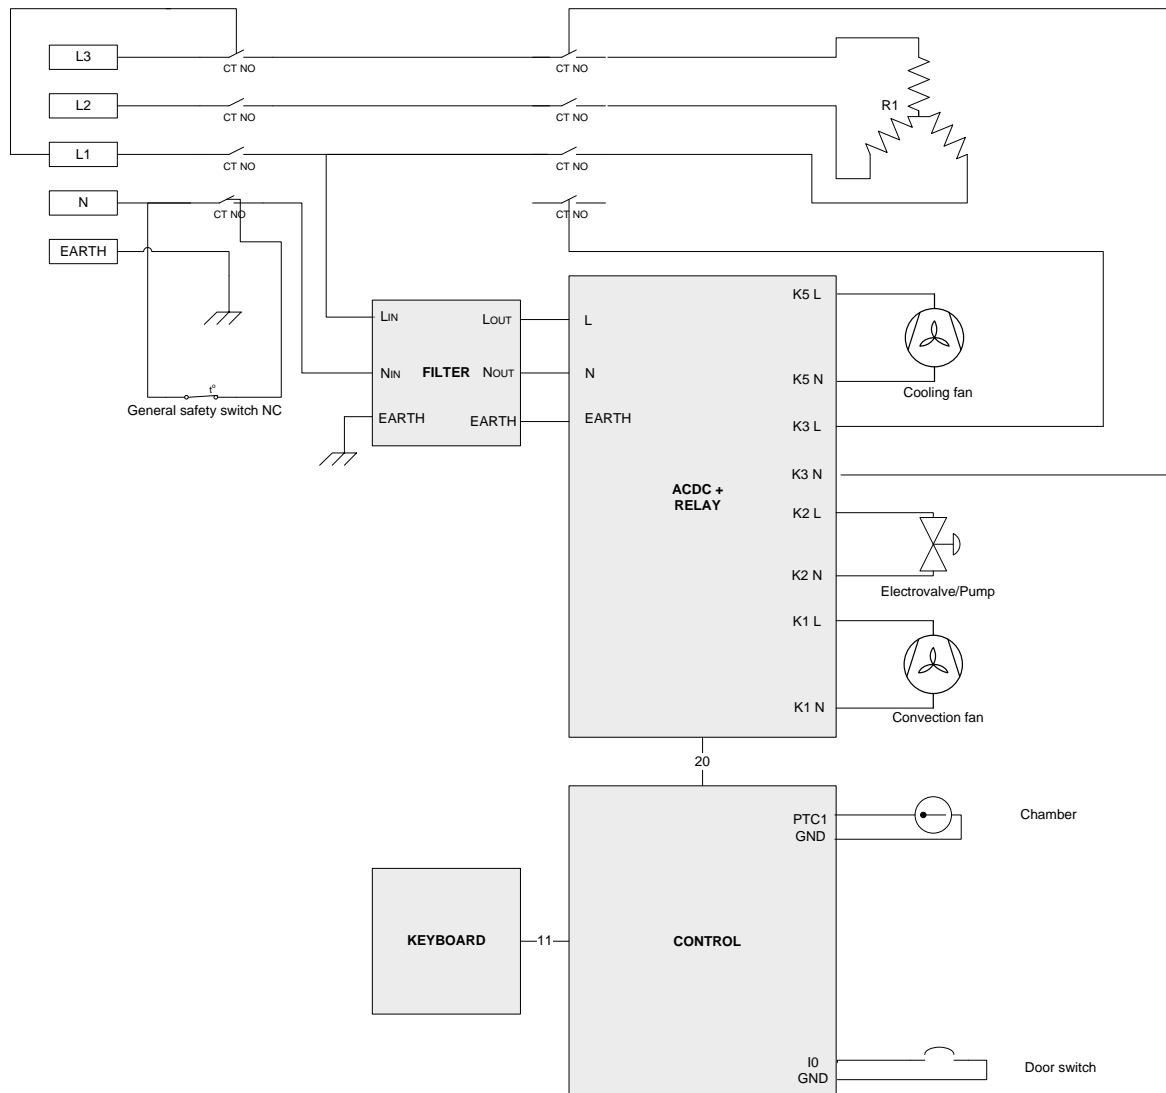 L3
CT NO
CT NO
L2
R1
CT NO
CT NO
L1
CT NO
CT NO
N
CT NO
CT NO
EARTH
K5 L
LIN
LOUT
L
NIN
FILTER
NOUT
N
K5 N
Cooling fan
t°
General safety switch NC
EARTH
EARTH
EARTH
K3 L
K3 N
ACDC +
RELAY
K2 L
K2 N
Electrovalve/Pump
K1 L
K1 N
Convection fan
20
PTC1
GND
Chamber
KEYBOARD
11
CONTROL
I0
GND
Door switch